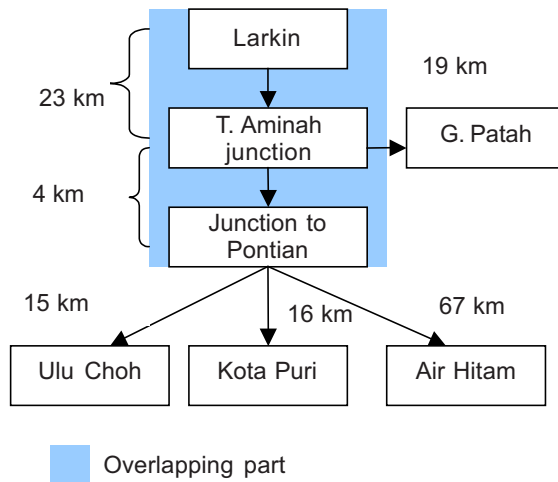 Larkin
19 km
23 km
T. Aminah
junction
G. Patah
4 km
Junction to
Pontian
15 km
16 km
67 km
Ulu Choh
Kota Puri
Air Hitam
Overlapping part